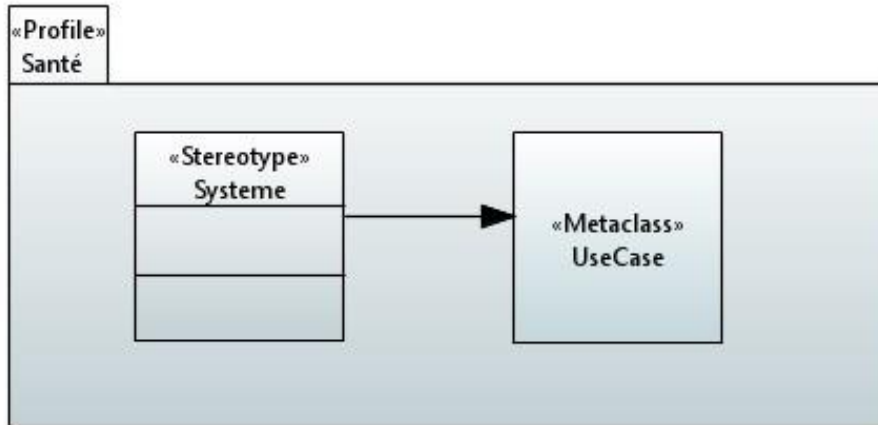 «Profile»
Santé
«Stereotype»
Systeme
«Metaclass»
UseCase